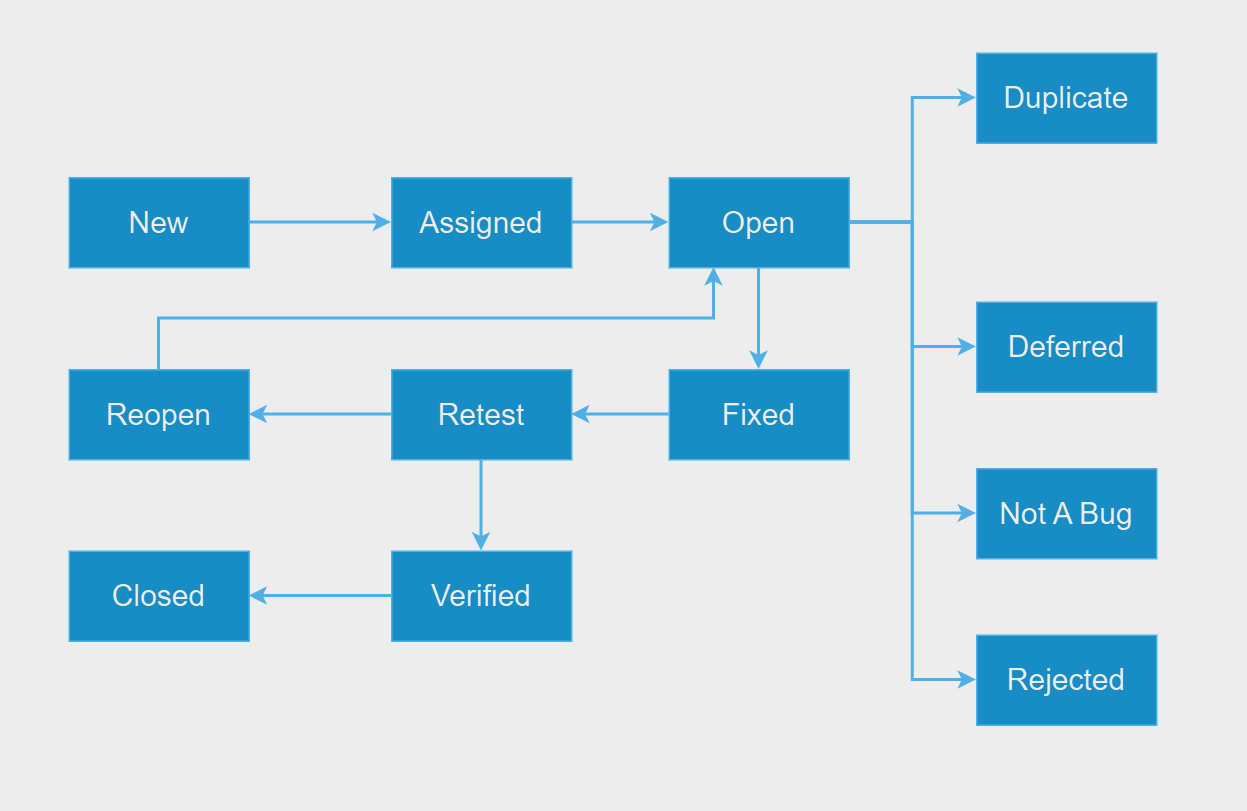 Duplicate
New
Assigned
Open
Deferred
Reopen
Retest
Fixed
Not A Bug
Closed
Verified
Rejected